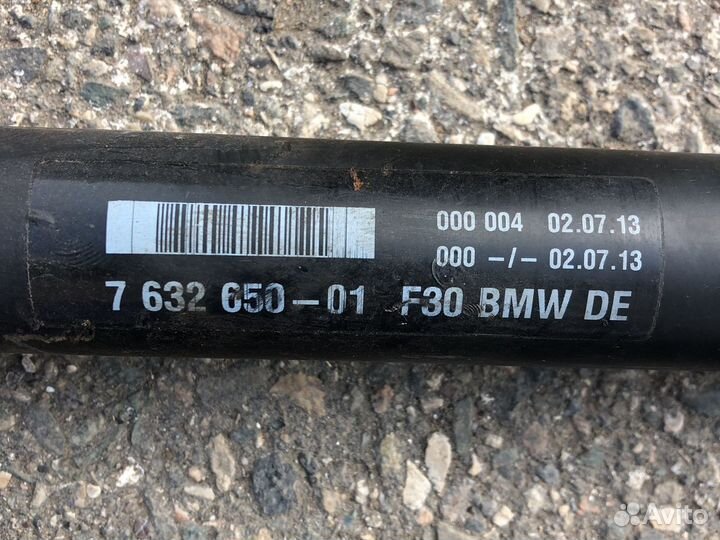 000 004 02.07.13
000 -/- 02.07.13
7 632 650-01 F30 BMW DE
Avito